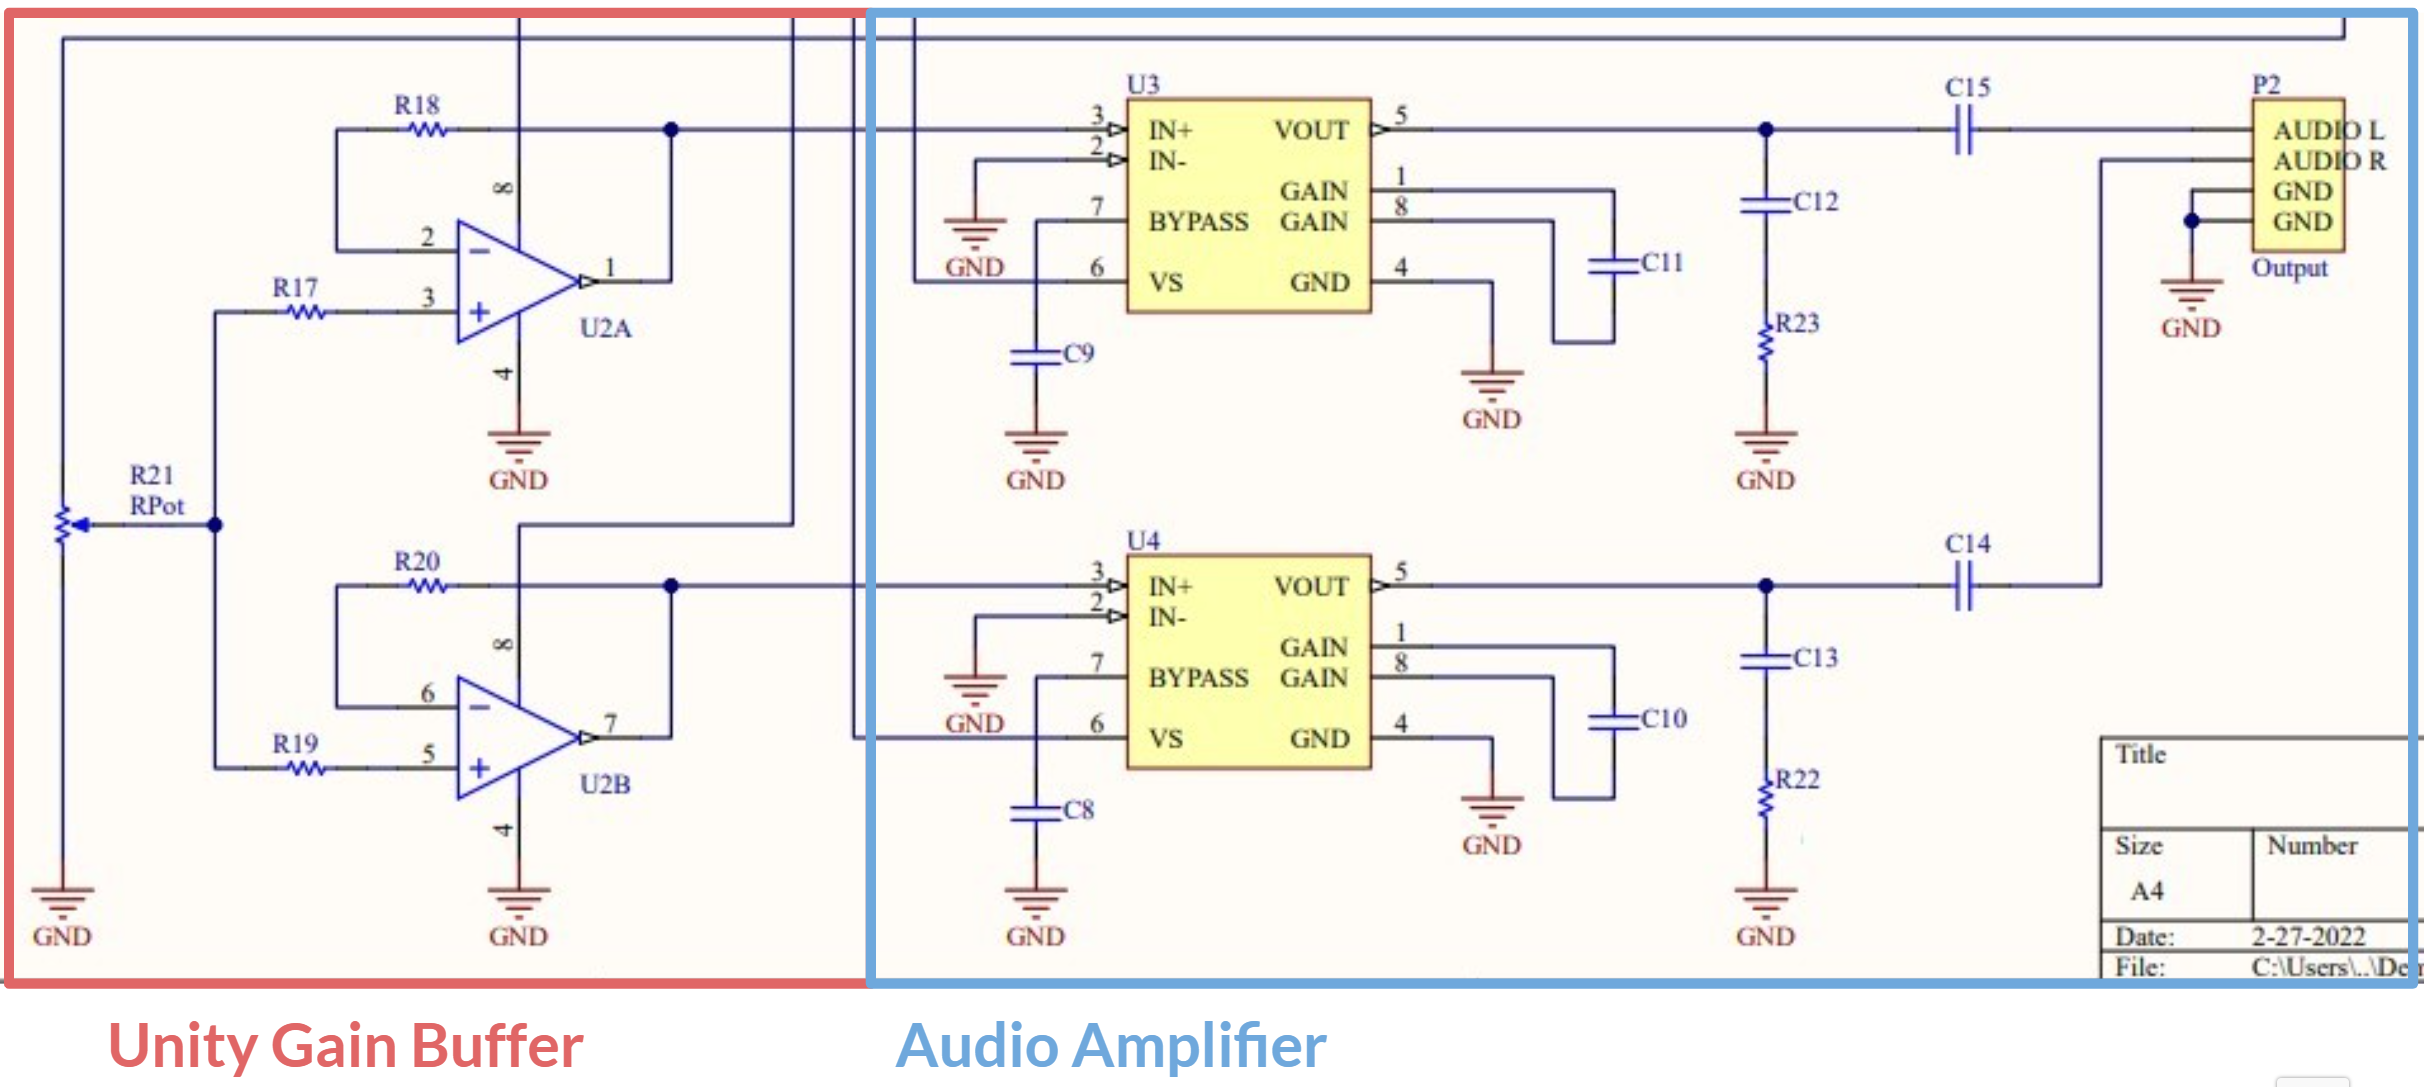 U3
C15
P2
R18
3
IN+
VOUT
5
AUDIO L
2
IN-
AUDIO R
8
GAIN
1
GND
7
BYPASS
GAIN
8
C12
GND
2
GND
C11
Output
1
R17
6
VS
GND
4
3
U2A
R23
GND
C9
4
GND
GND
GND
GND
R21
RPot
U4
C14
R20
3
IN+
VOUT
5
2
IN-
8
GAIN
1
7
BYPASS
GAIN
8
C13
6
GND
C10
7
R19
6
VS
GND
4
5
U2B
R22
Title
C8
4
GND
Size
Number
A4
GND
GND
GND
GND
Date:
2-27-2022
File:
C:\Users\..\De
Unity Gain Buffer
Audio Amplifier